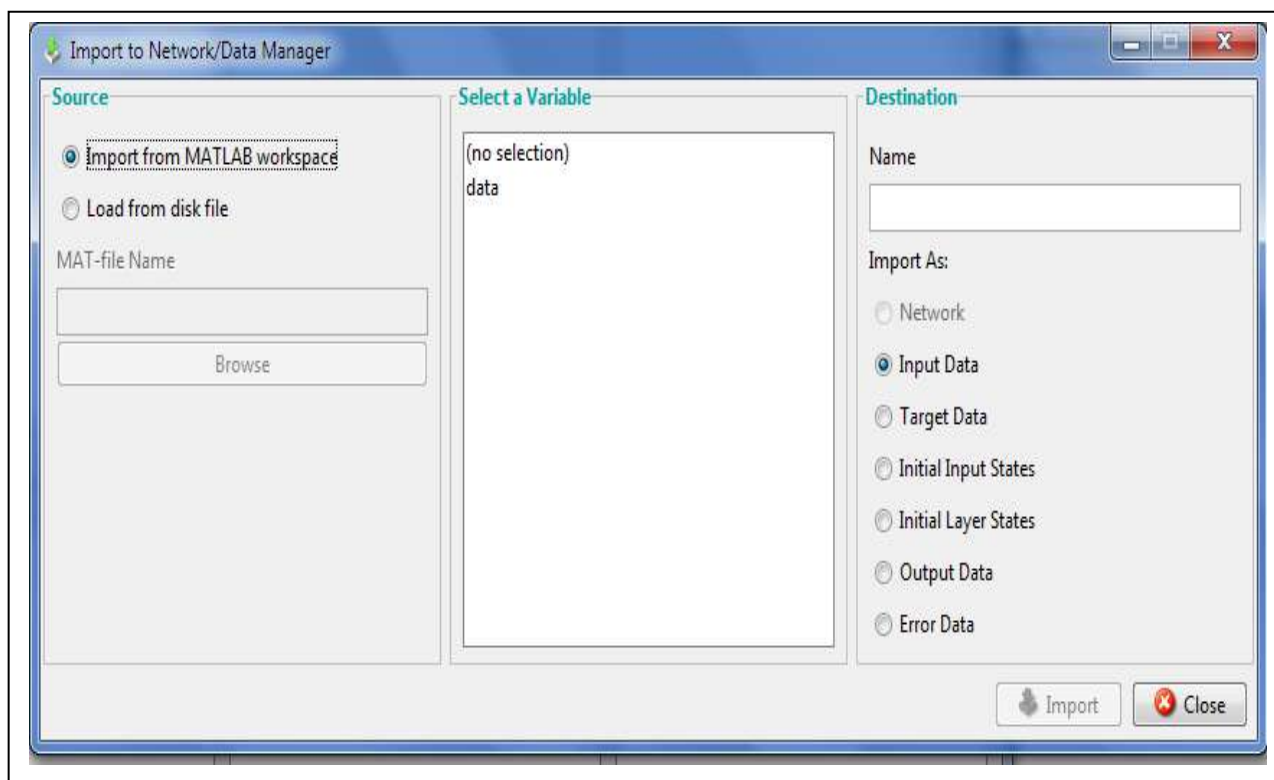 Import to Network/Data Manager
Source
Import from MATLAB workspace
Load from disk file
MAT-file Name
Browse
Select a Variable
(no selection)
data
Destination
Name
Import As:
Network
Input Data
Target Data
Initial Input States
Initial Layer States
Output Data
Error Data
Import
Close